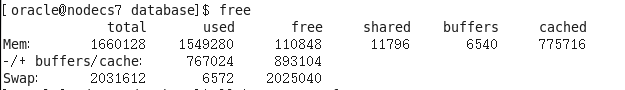 [oracle@nodecs7 database]$ free
total used free shared buffers cached
Mem: 1660128 1549280 110848 11796 6540 775716
-/+ buffers/cache: 767024 893104
Swap: 2031612 6572 2025040